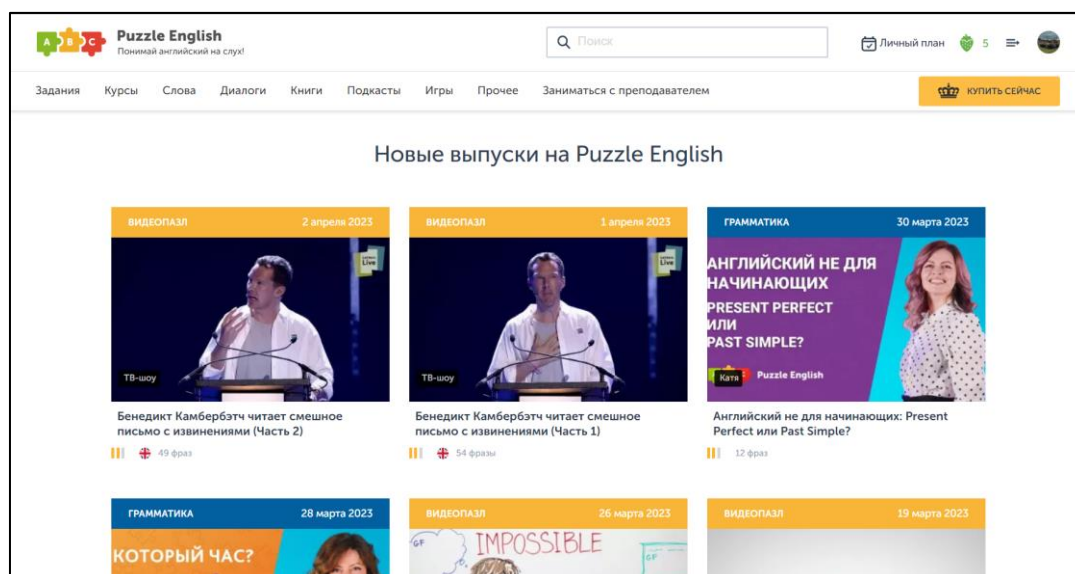 A B C
Puzzle English
Понимай английский на слух!
Поиск
Личный план
5
Задания Курсы Слова Диалоги Книги Подкасты Игры Прочее Заниматься с преподавателем
КУПИТЬ СЕЙЧАС
Новые выпуски на Puzzle English
ВИДЕОПАЗЛ 2 апреля 2023
Live
ТВ-шоу
Бенедикт Камбербэтч читает смешное
письмо с извинениями (Часть 2)
49 фраз
ВИДЕОПАЗЛ 1 апреля 2023
Live
ТВ-шоу
Бенедикт Камбербэтч читает смешное
письмо с извинениями (Часть 1)
54 фразы
ГРАММАТИКА 30 марта 2023
АНГЛИЙСКИЙ НЕ ДЛЯ
НАЧИНАЮЩИХ
PRESENT PERFECT
ИЛИ
PAST SIMPLE?
Катя Puzzle English
Английский не для начинающих: Present
Perfect или Past Simple?
12 фраз
ГРАММАТИКА 28 марта 2023
КОТОРЫЙ ЧАС?
ВИДЕОПАЗЛ 26 марта 2023
GF IMPOSSIBLE
GF
ВИДЕОПАЗЛ 19 марта 2023